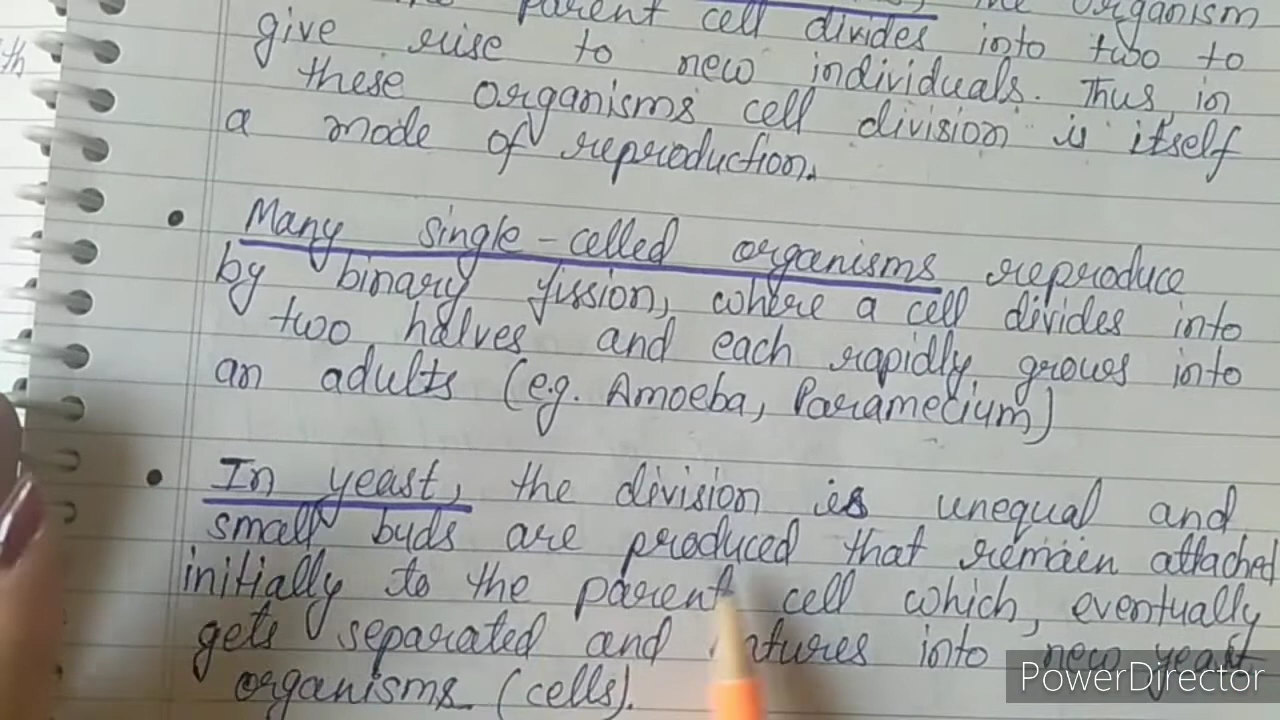 parent cell divides into two to
give rise to new individuals. Thus in
these organisms cell division is itself
a mode of reproduction.
• Many single-celled organisms reproduce
by binary fission, where a cell divides into
two halves and each rapidly grows into
an adults (e.g. Amoeba, Paramecium)
• In yeast, the division is unequal and
small buds are produced that remain attached
initially to the parent cell which, eventually
gets separated and into new yeast
organisms (cells).
PowerDirector